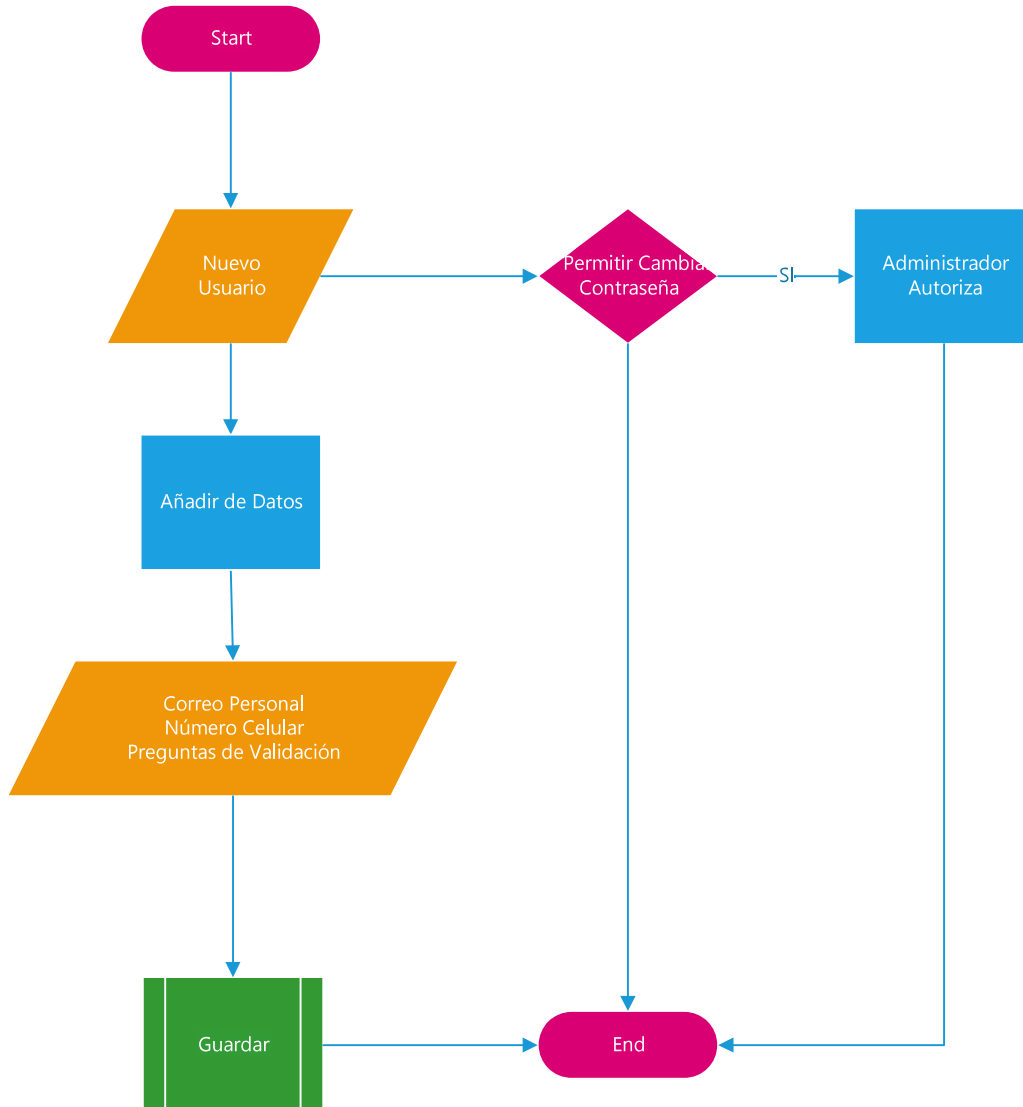 Start
Nuevo
Usuario
Permitir Cambia
Contraseña
SI
Administrador
Autoriza
Añadir de Datos
Correo Personal
Número Celular
Preguntas de Validación
Guardar
End